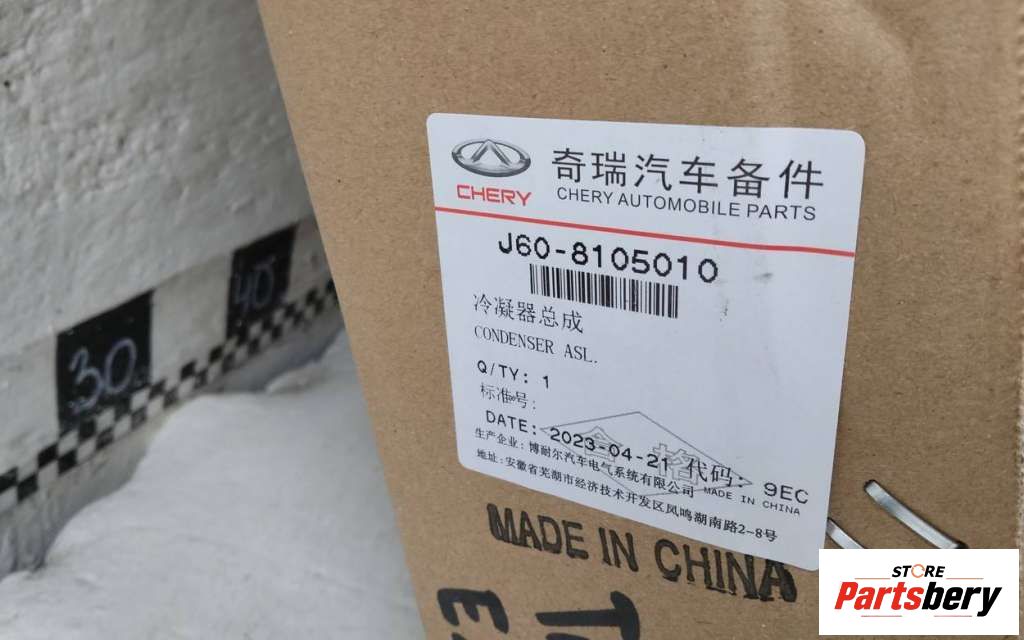 奇瑞汽车备件
CHERY
CHERY AUTOMOBILE PARTS
J60-8105010
冷凝器总成
CONDENSER ASL.
Q/TY: 1
标准号:
DATE: 2023-04-21 代码: 9EC
合格
MADE IN CHINA
生产企业: 博耐尔汽车电气系统有限公司
地址: 安徽省芜湖市经济技术开发区凤鸣湖南路2-8号
MADE IN CHINA
30
40
STORE
Partsbery